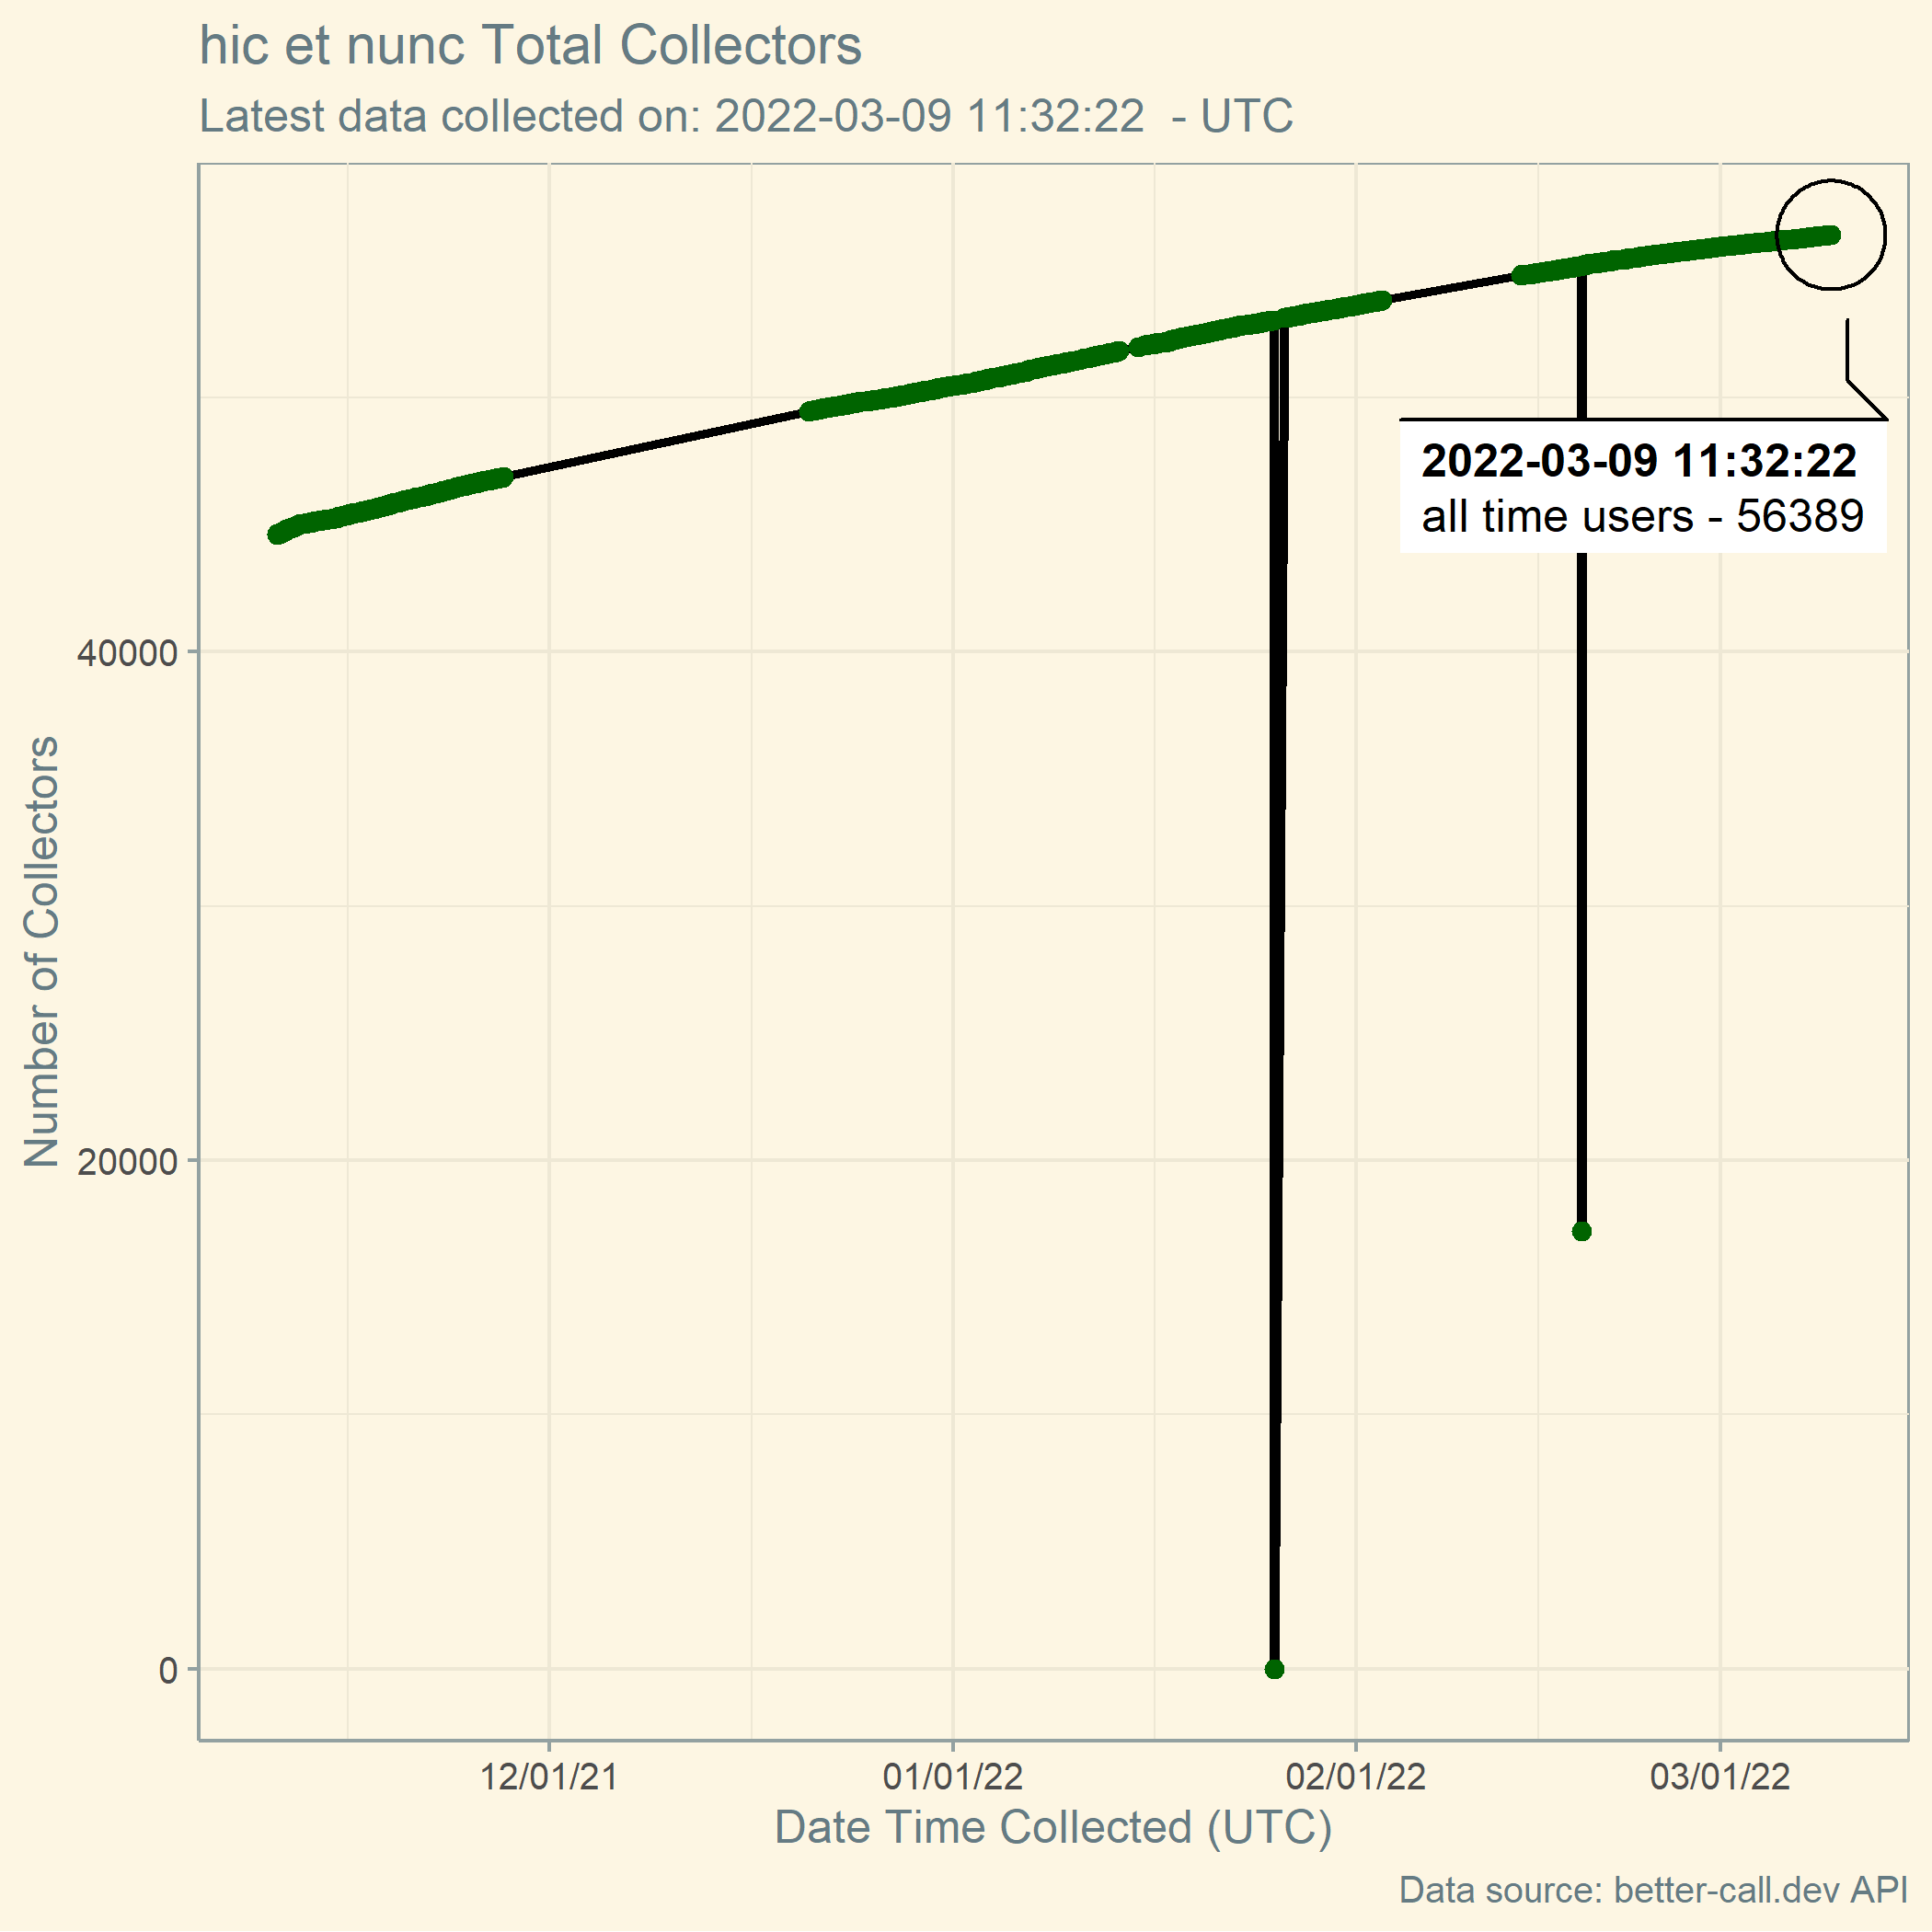 hic et nunc Total Collectors
Latest data collected on: 2022-03-09 11:32:22  - UTC
2022-03-09 11:32:22
all time users - 56389
40000
20000
0
Number of Collectors
12/01/21
01/01/22
02/01/22
03/01/22
Date Time Collected (UTC)
Data source: better-call.dev API